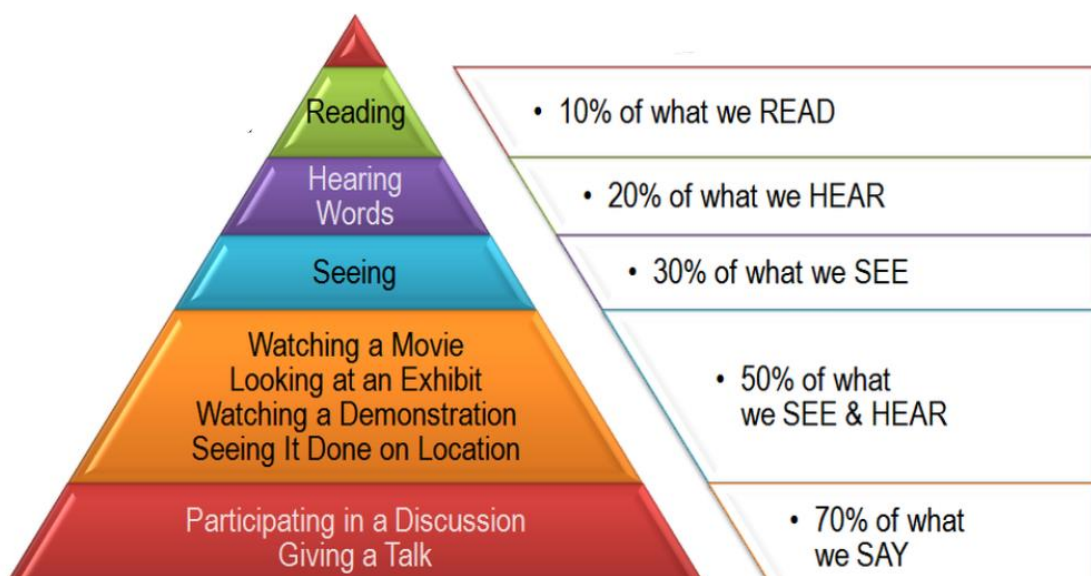 Reading
• 10% of what we READ
Hearing
Words
• 20% of what we HEAR
Seeing
• 30% of what we SEE
Watching a Movie
Looking at an Exhibit
Watching a Demonstration
Seeing It Done on Location
• 50% of what
we SEE & HEAR
Participating in a Discussion
Giving a Talk
• 70% of what
we SAY